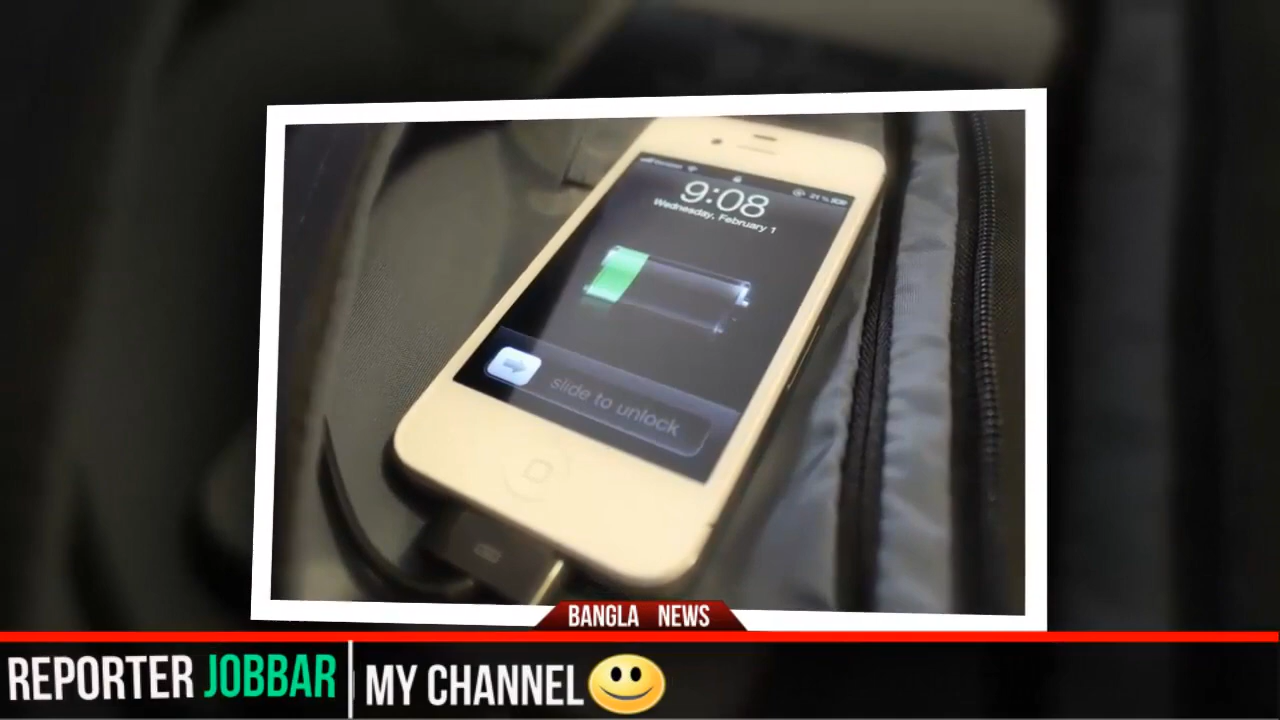 9:08
Wednesday, February 1
slide to unlock
BANGLA NEWS
REPORTER JOBBAR
MY CHANNEL